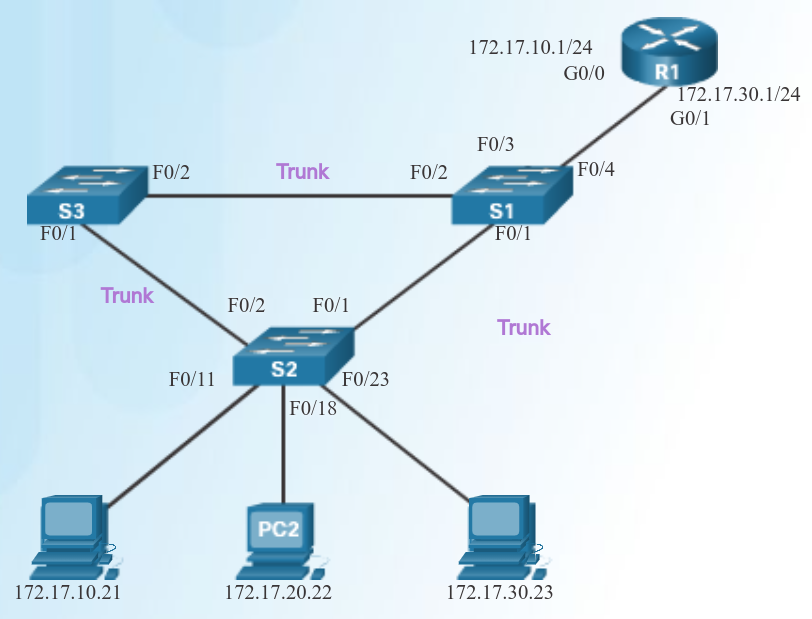 172.17.10.1/24
R1
G0/0
172.17.30.1/24
G0/1
F0/3
F0/2
Trunk
F0/2
F0/4
S3
S1
F0/1
F0/1
Trunk
F0/2
F0/1
Trunk
S2
F0/11
F0/23
F0/18
PC2
172.17.10.21
172.17.20.22
172.17.30.23